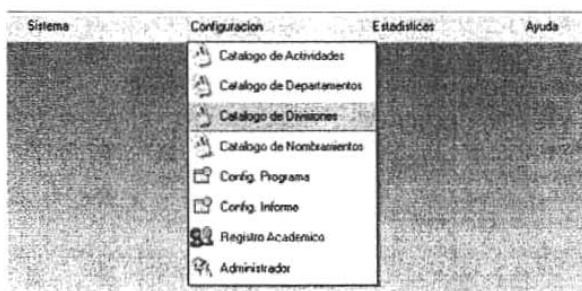 Sistema Configuracion Estadisticas Ayuda
Catalogo de Actividades
Catalogo de Departamentos
Catalogo de Divisiones
Catalogo de Nombramientos
Config. Programa
Config. Informe
Registro Academico
Administrador